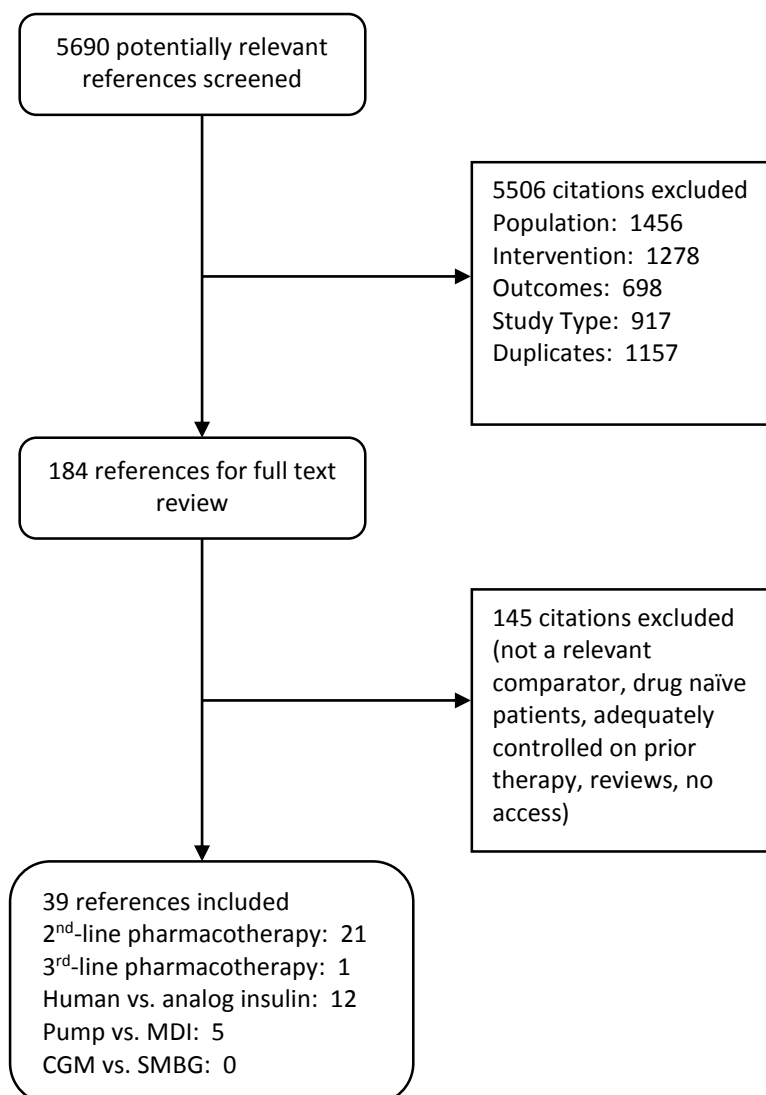 5690 potentially relevant
references screened
5506 citations excluded
Population: 1456
Intervention: 1278
Outcomes: 698
Study Type: 917
Duplicates: 1157
184 references for full text
review
145 citations excluded
(not a relevant
comparator, drug naïve
patients, adequately
controlled on prior
therapy, reviews, no
access)
39 references included
2nd-line pharmacotherapy: 21
3rd-line pharmacotherapy: 1
Human vs. analog insulin: 12
Pump vs. MDI: 5
CGM vs. SMBG: 0